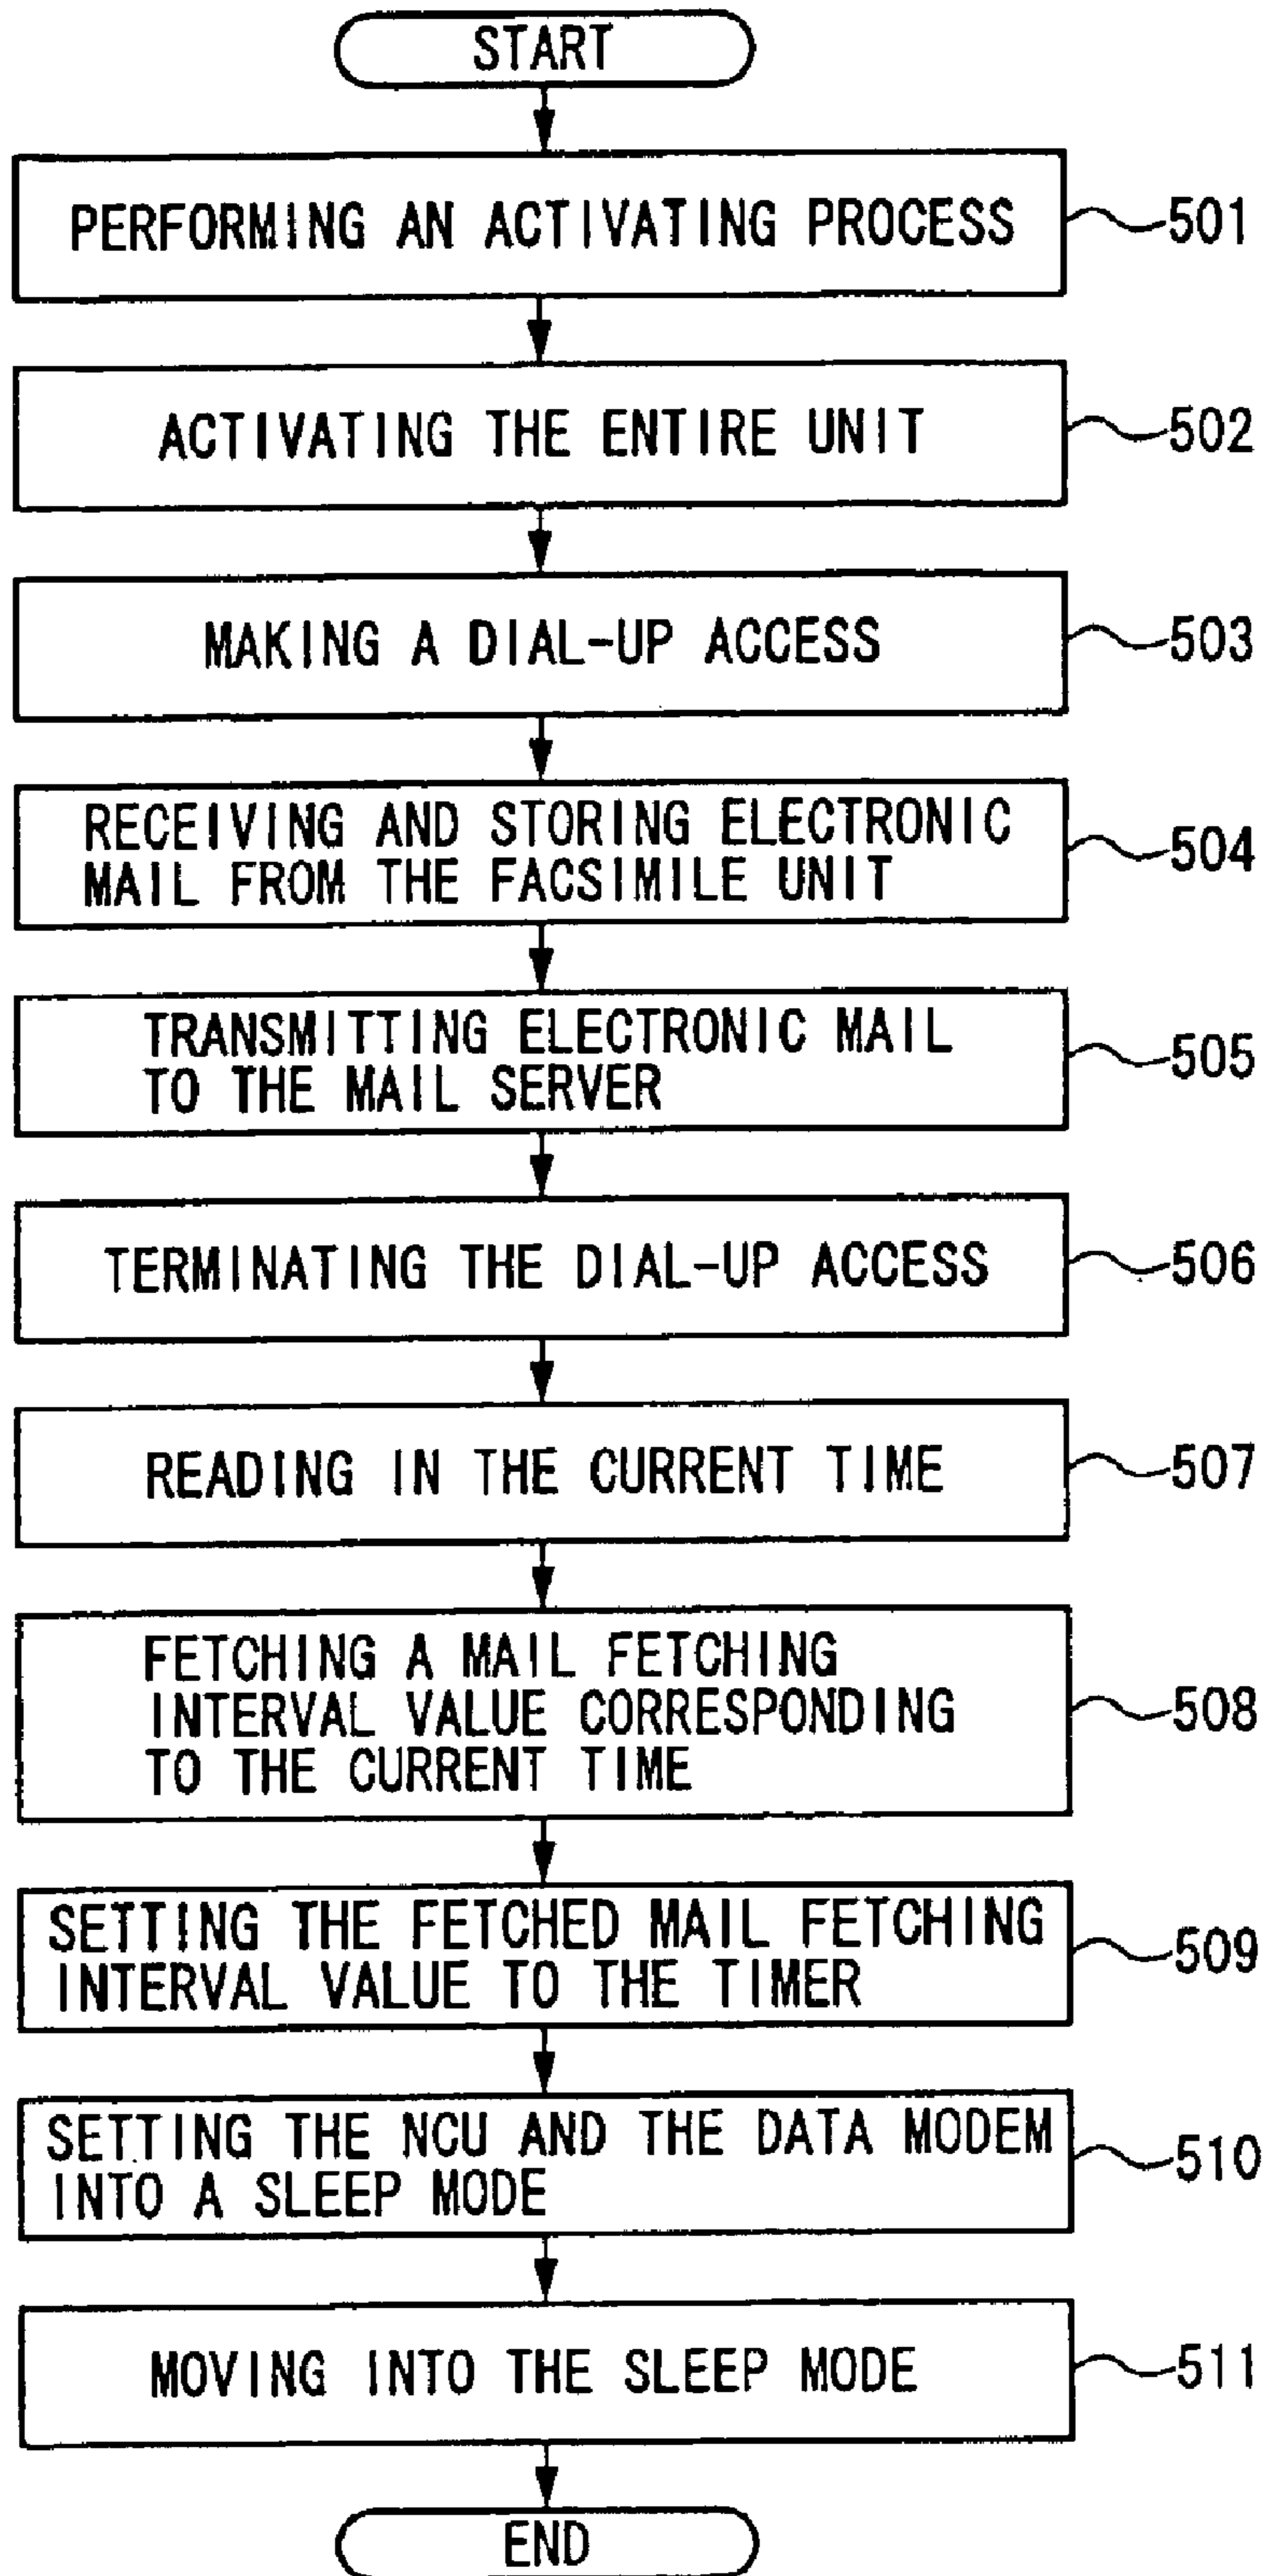 START
PERFORMING AN ACTIVATING PROCESS
501
ACTIVATING THE ENTIRE UNIT
502
MAKING A DIAL-UP ACCESS
503
RECEIVING AND STORING ELECTRONIC
MAIL FROM THE FACSIMILE UNIT
504
TRANSMITTING ELECTRONIC MAIL
TO THE MAIL SERVER
505
TERMINATING THE DIAL-UP ACCESS
506
READING IN THE CURRENT TIME
507
FETCHING A MAIL FETCHING
INTERVAL VALUE CORRESPONDING
TO THE CURRENT TIME
508
SETTING THE FETCHED MAIL FETCHING
INTERVAL VALUE TO THE TIMER
509
SETTING THE NCU AND THE DATA MODEM
INTO A SLEEP MODE
510
MOVING INTO THE SLEEP MODE
511
END